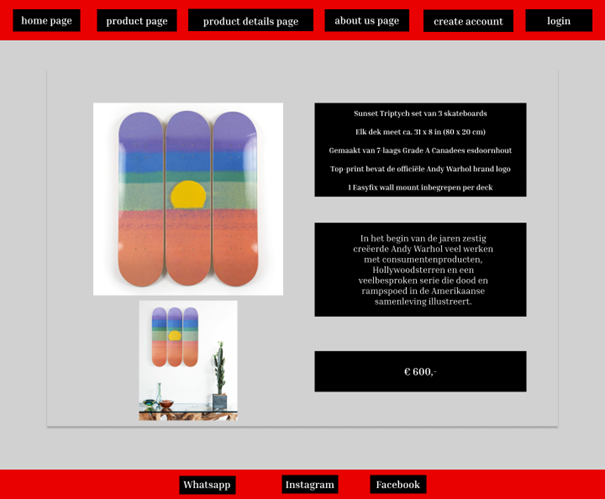 home page
product page
product details page
about us page
create account
login
Sunset Triptych set van 3 skateboards
Elk dek meet ca. 31 x 8 in (80 x 20 cm)
Gemaakt van 7-laags Grade A Canadees esdoornhout
Top-print bevat de officiële Andy Warhol brand logo
1 Easyfix wall mount inbegrepen per deck
In het begin van de jaren zestig
creëerde Andy Warhol veel werken
met consumentenproducten,
Hollywoodsterren en een
veelbesproken serie die dood en
rampspoed in de Amerikaanse
samenleving illustreert.
€ 600,-
Whatsapp
Instagram
Facebook